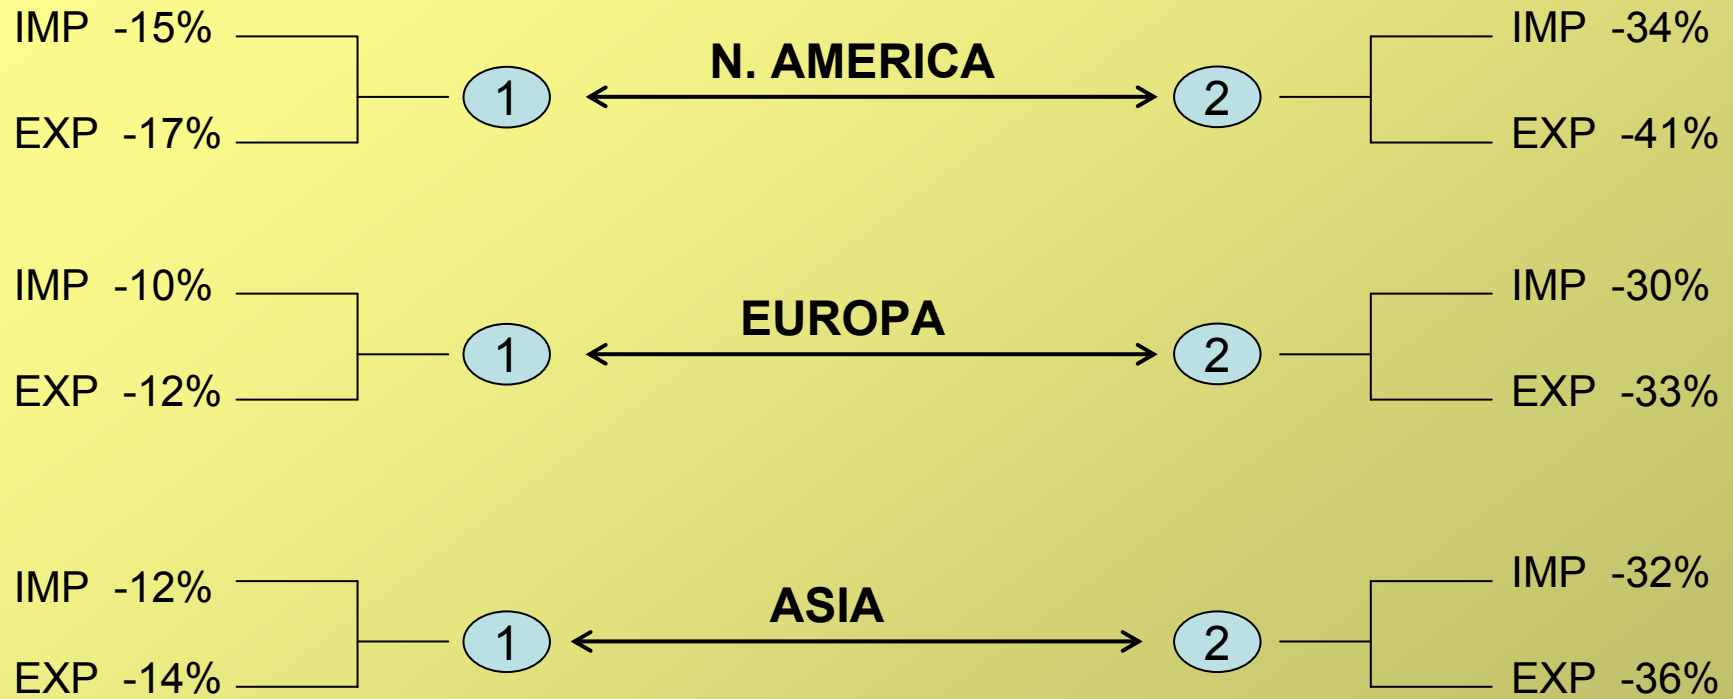 IMP -15%
N. AMERICA
IMP -34%
1
2
EXP -17%
EXP -41%
IMP -10%
EUROPA
IMP -30%
1
2
EXP -12%
EXP -33%
IMP -12%
ASIA
IMP -32%
1
2
EXP -14%
EXP -36%